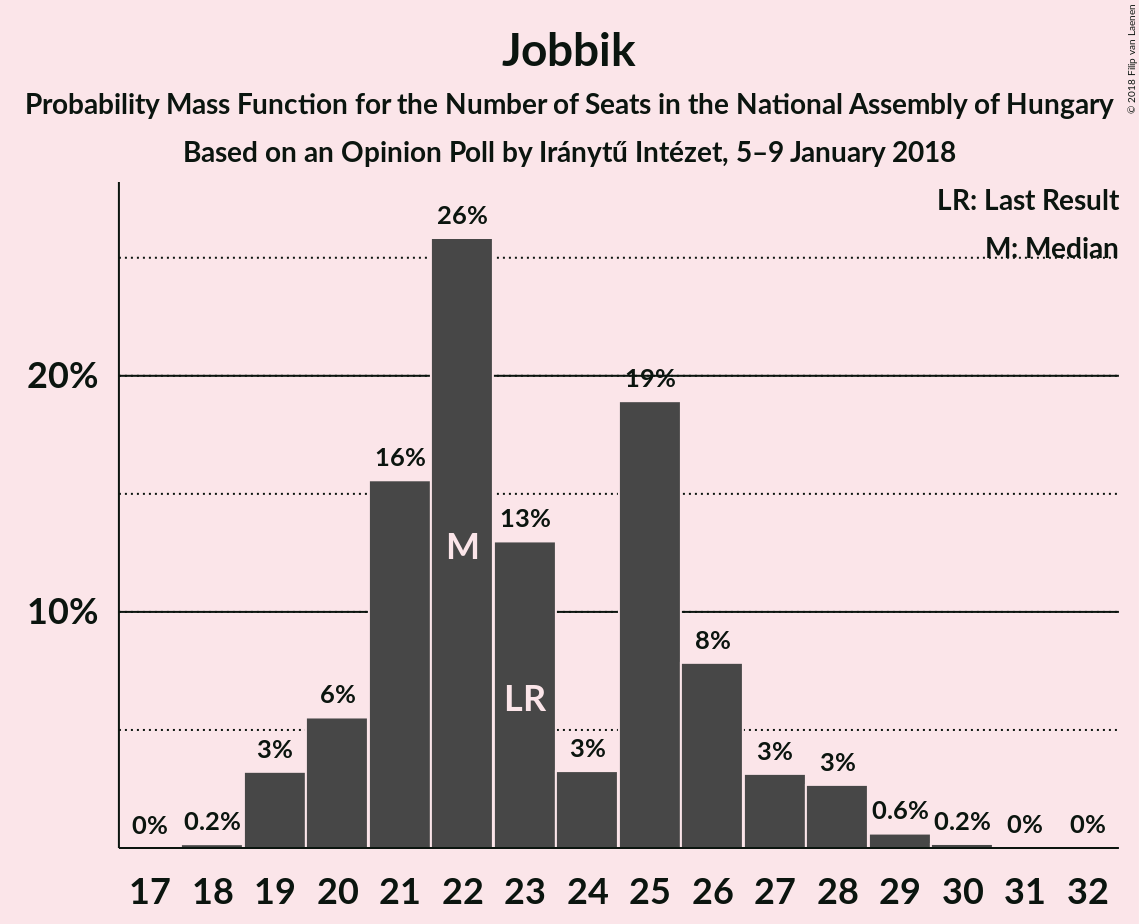 Jobbik
Probability Mass Function for the Number of Seats in the National Assembly of Hungary
Based on an Opinion Poll by Iránytű Intézet, 5–9 January 2018
© 2018 Filip van Laenen
LR: Last Result
M: Median
20%
10%
0%
0.2%
3%
6%
16%
26%
13%
3%
19%
8%
3%
3%
0.6%
0.2%
0%
0%
M
LR
17 18 19 20 21 22 23 24 25 26 27 28 29 30 31 32